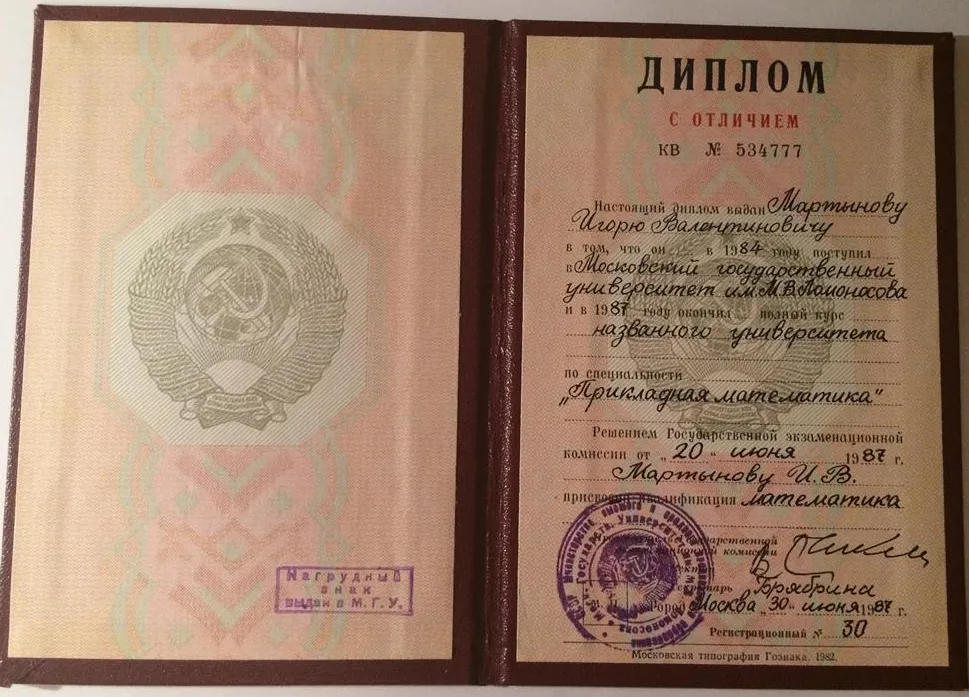 Нагрудный
знак
выдан в М.Г.У.
ДИПЛОМ
С ОТЛИЧИЕМ
КВ № 534777
Настоящий диплом выдан Мартынову
Игорю Валентиновичу
в том, что он в 1984 году поступил
в Московский государственный
университет им. М.В. Ломоносова
и в 1987 году окончил полный курс
названного университета
по специальности
„Прикладная математика"
Решением Государственной экзаменационной
комиссии от „20" июня 1987 г.
Мартынову И. В.
присвоена квалификация математика
Государственной
комиссии
Брябрина
Город Москва „30" июня 1987 г.
Регистрационный № 30
Московская типография Гознака. 1982.